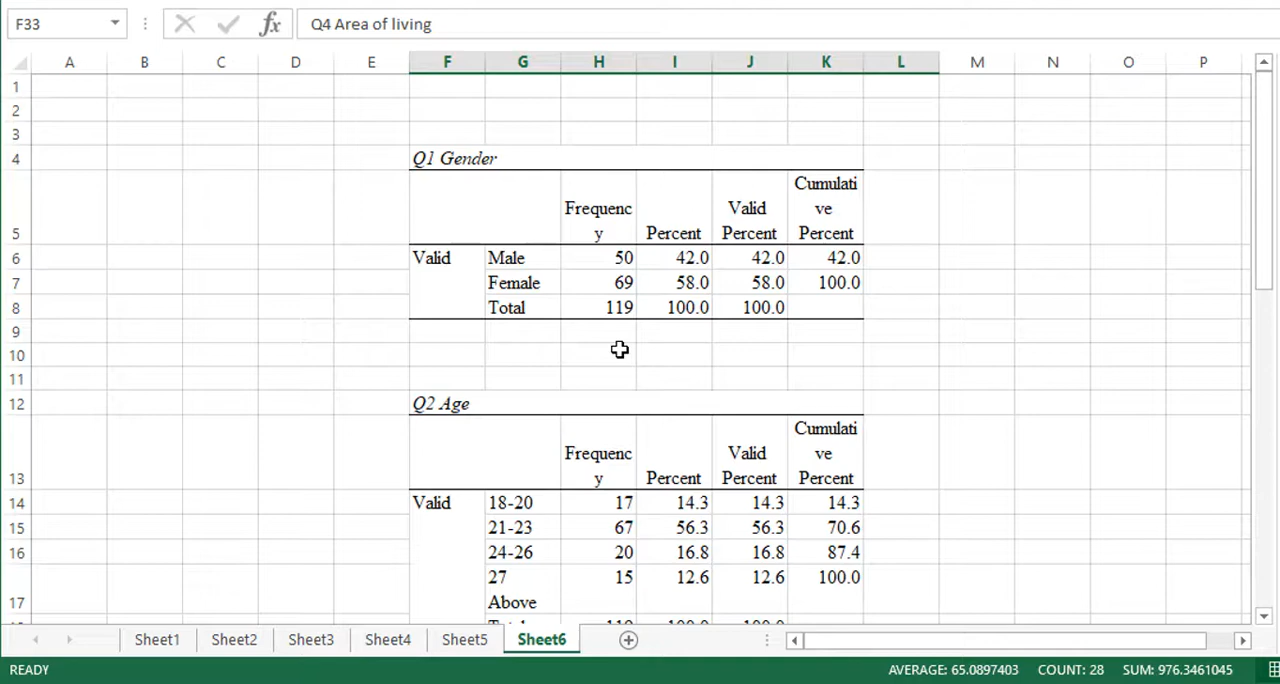 F33 fx Q4 Area of living
A B C D E F G H I J K L M N O P
1
2
3
4 Q1 Gender
Cumulati
Frequenc Valid ve
5 y Percent Percent Percent
6 Valid Male 50 42.0 42.0 42.0
7 Female 69 58.0 58.0 100.0
8 Total 119 100.0 100.0
9
10
11
12 Q2 Age
Cumulati
Frequenc Valid ve
13 y Percent Percent Percent
14 Valid 18-20 17 14.3 14.3 14.3
15 21-23 67 56.3 56.3 70.6
16 24-26 20 16.8 16.8 87.4
27 15 12.6 12.6 100.0
17 Above
Sheet1 Sheet2 Sheet3 Sheet4 Sheet5 Sheet6
READY AVERAGE: 65.0897403 COUNT: 28 SUM: 976.3461045